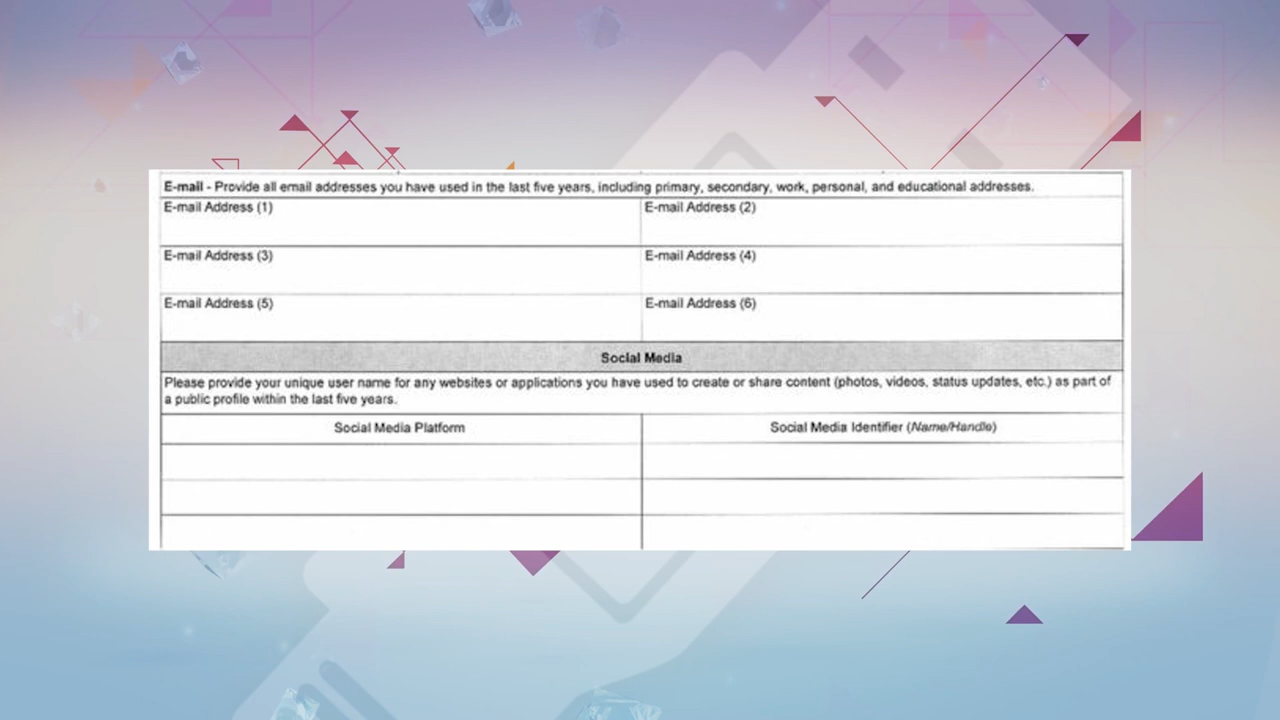 E-mail - Provide all email addresses you have used in the last five years, including primary, secondary, work, personal, and educational addresses.
E-mail Address (1)
E-mail Address (2)
E-mail Address (3)
E-mail Address (4)
E-mail Address (5)
E-mail Address (6)
Social Media
Please provide your unique user name for any websites or applications you have used to create or share content (photos, videos, status updates, etc.) as part of
a public profile within the last five years.
Social Media Platform
Social Media Identifier (Name/Handle)